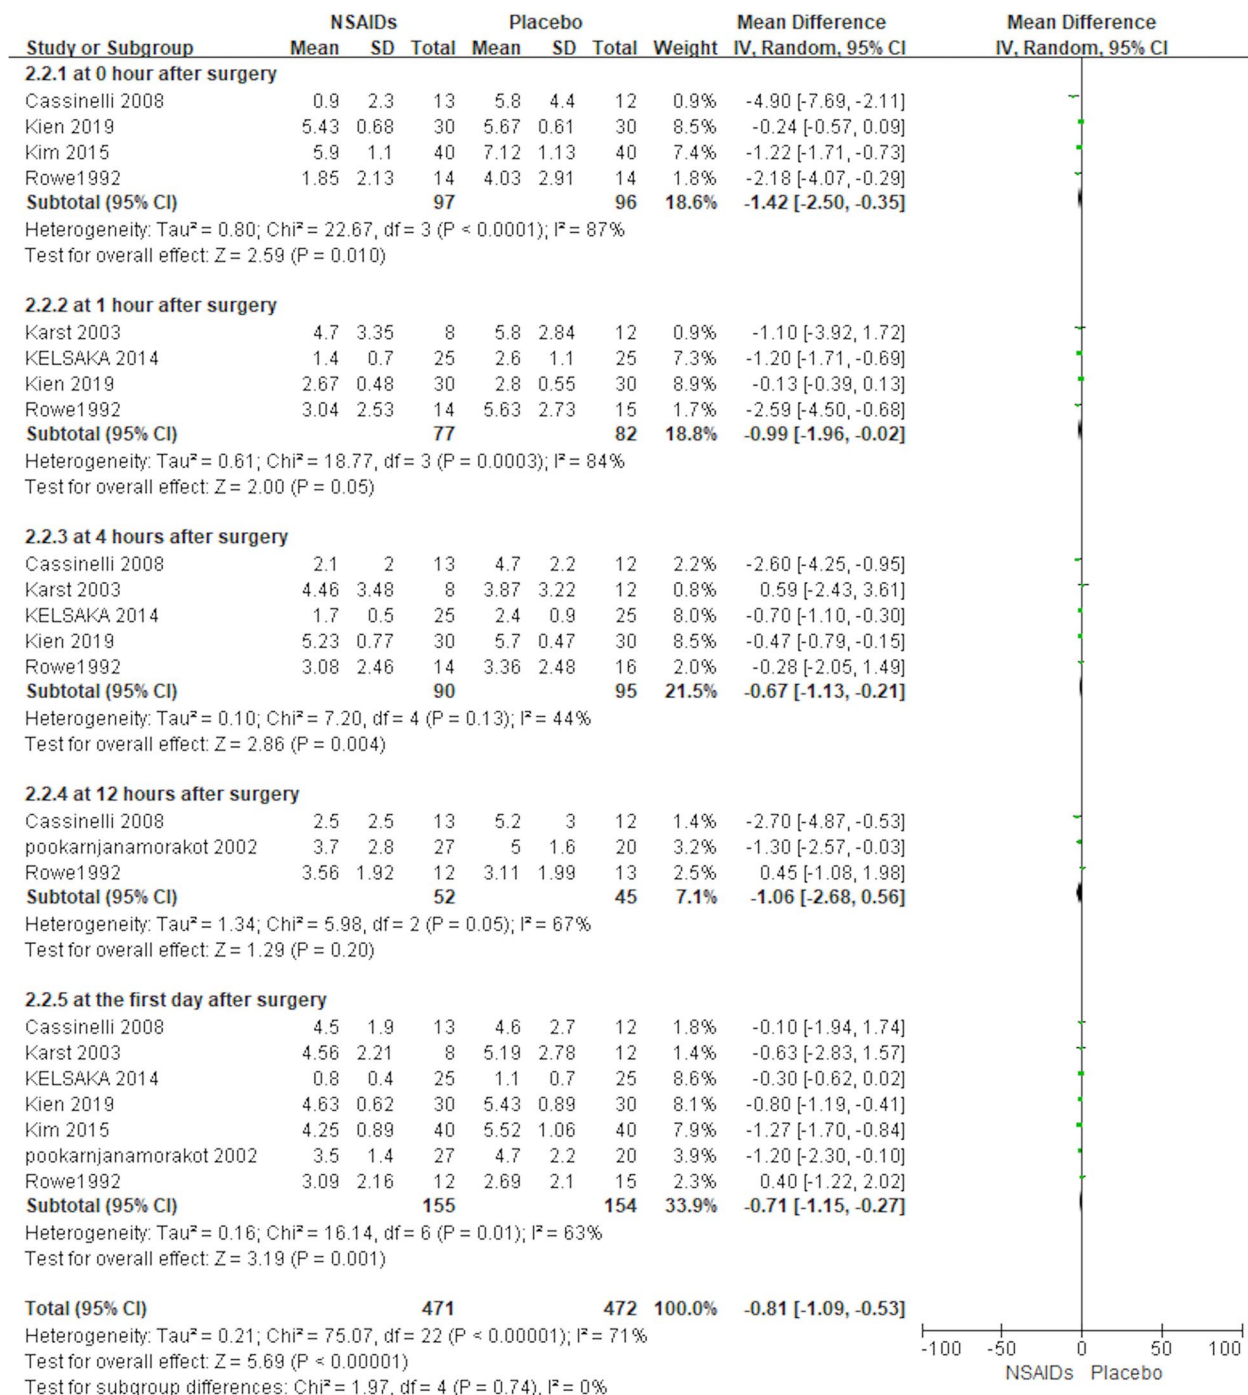 NSAIDs Placebo Mean Difference Mean Difference
Study or Subgroup Mean SD Total Mean SD Total Weight IV, Random, 95% CI IV, Random, 95% CI
2.2.1 at 0 hour after surgery
Cassinelli 2008 0.9 2.3 13 5.8 4.4 12 0.9% -4.90 [-7.69, -2.11]
Kien 2019 5.43 0.68 30 5.67 0.61 30 8.5% -0.24 [-0.57, 0.09]
Kim 2015 5.9 1.1 40 7.12 1.13 40 7.4% -1.22 [-1.71, -0.73]
Rowe1992 1.85 2.13 14 4.03 2.91 14 1.8% -2.18 [-4.07, -0.29]
Subtotal (95% CI) 97 96 18.6% -1.42 [-2.50, -0.35]
Heterogeneity: Tau² = 0.80; Chi² = 22.67, df = 3 (P < 0.0001); I² = 87%
Test for overall effect: Z = 2.59 (P = 0.010)
2.2.2 at 1 hour after surgery
Karst 2003 4.7 3.35 8 5.8 2.84 12 0.9% -1.10 [-3.92, 1.72]
KELSAKA 2014 1.4 0.7 25 2.6 1.1 25 7.3% -1.20 [-1.71, -0.69]
Kien 2019 2.67 0.48 30 2.8 0.55 30 8.9% -0.13 [-0.39, 0.13]
Rowe1992 3.04 2.53 14 5.63 2.73 15 1.7% -2.59 [-4.50, -0.68]
Subtotal (95% CI) 77 82 18.8% -0.99 [-1.96, -0.02]
Heterogeneity: Tau² = 0.61; Chi² = 18.77, df = 3 (P = 0.0003); I² = 84%
Test for overall effect: Z = 2.00 (P = 0.05)
2.2.3 at 4 hours after surgery
Cassinelli 2008 2.1 2 13 4.7 2.2 12 2.2% -2.60 [-4.25, -0.95]
Karst 2003 4.46 3.48 8 3.87 3.22 12 0.8% 0.59 [-2.43, 3.61]
KELSAKA 2014 1.7 0.5 25 2.4 0.9 25 8.0% -0.70 [-1.10, -0.30]
Kien 2019 5.23 0.77 30 5.7 0.47 30 8.5% -0.47 [-0.79, -0.15]
Rowe1992 3.08 2.46 14 3.36 2.48 16 2.0% -0.28 [-2.05, 1.49]
Subtotal (95% CI) 90 95 21.5% -0.67 [-1.13, -0.21]
Heterogeneity: Tau² = 0.10; Chi² = 7.20, df = 4 (P = 0.13); I² = 44%
Test for overall effect: Z = 2.86 (P = 0.004)
2.2.4 at 12 hours after surgery
Cassinelli 2008 2.5 2.5 13 5.2 3 12 1.4% -2.70 [-4.87, -0.53]
pookarnjanamorakot 2002 3.7 2.8 27 5 1.6 20 3.2% -1.30 [-2.57, -0.03]
Rowe1992 3.56 1.92 12 3.11 1.99 13 2.5% 0.45 [-1.08, 1.98]
Subtotal (95% CI) 52 45 7.1% -1.06 [-2.68, 0.56]
Heterogeneity: Tau² = 1.34; Chi² = 5.98, df = 2 (P = 0.05); I² = 67%
Test for overall effect: Z = 1.29 (P = 0.20)
2.2.5 at the first day after surgery
Cassinelli 2008 4.5 1.9 13 4.6 2.7 12 1.8% -0.10 [-1.94, 1.74]
Karst 2003 4.56 2.21 8 5.19 2.78 12 1.4% -0.63 [-2.83, 1.57]
KELSAKA 2014 0.8 0.4 25 1.1 0.7 25 8.6% -0.30 [-0.62, 0.02]
Kien 2019 4.63 0.62 30 5.43 0.89 30 8.1% -0.80 [-1.19, -0.41]
Kim 2015 4.25 0.89 40 5.52 1.06 40 7.9% -1.27 [-1.70, -0.84]
pookarnjanamorakot 2002 3.5 1.4 27 4.7 2.2 20 3.9% -1.20 [-2.30, -0.10]
Rowe1992 3.09 2.16 12 2.69 2.1 15 2.3% 0.40 [-1.22, 2.02]
Subtotal (95% CI) 155 154 33.9% -0.71 [-1.15, -0.27]
Heterogeneity: Tau² = 0.16; Chi² = 16.14, df = 6 (P = 0.01); I² = 63%
Test for overall effect: Z = 3.19 (P = 0.001)
Total (95% CI) 471 472 100.0% -0.81 [-1.09, -0.53]
Heterogeneity: Tau² = 0.21; Chi² = 75.07, df = 22 (P < 0.00001); I² = 71%
Test for overall effect: Z = 5.69 (P < 0.00001)
Test for subgroup differences: Chi² = 1.97, df = 4 (P = 0.74), I² = 0%
-100 -50 0 50 100
NSAIDs Placebo